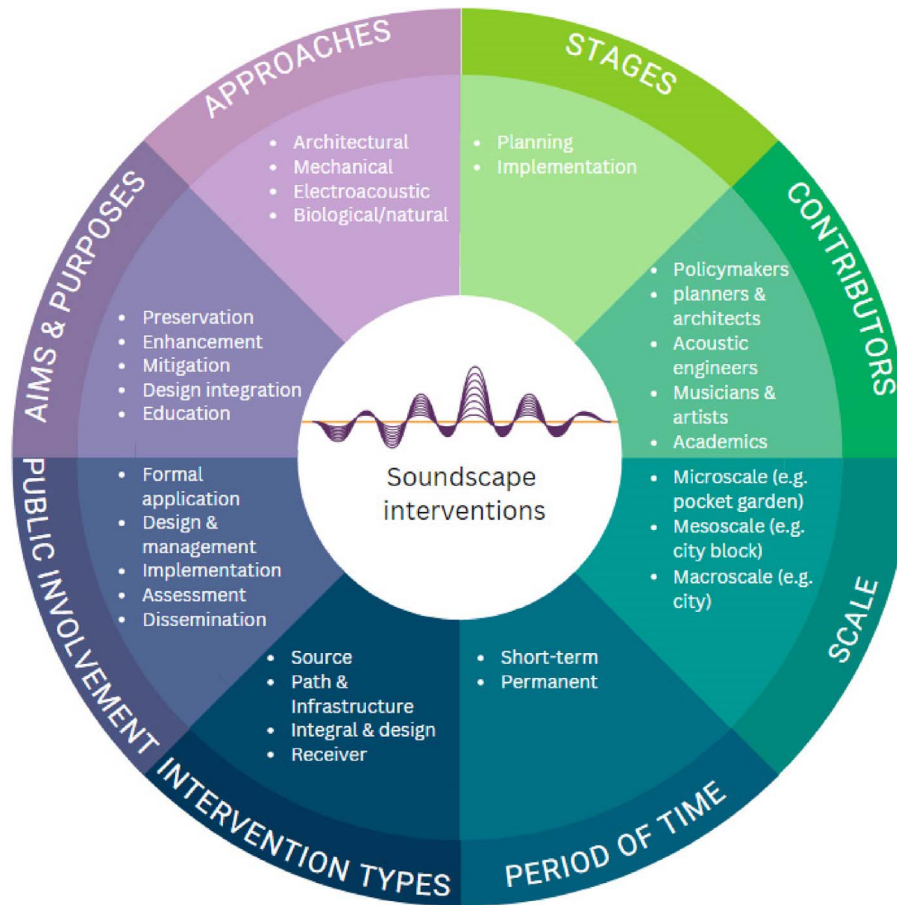 STAGES
• Planning
• Implementation
CONTRIBUTORS
• Policymakers
• planners &
architects
• Acoustic
engineers
• Musicians &
artists
• Academics
SCALE
• Microscale (e.g.
pocket garden)
• Mesoscale (e.g.
city block)
• Macroscale (e.g.
city)
PERIOD OF TIME
• Short-term
• Permanent
INTERVENTION TYPES
• Source
• Path &
Infrastructure
• Integral & design
• Receiver
PUBLIC INVOLVEMENT
• Formal
application
• Design &
management
• Implementation
• Assessment
• Dissemination
AIMS & PURPOSES
• Preservation
• Enhancement
• Mitigation
• Design integration
• Education
APPROACHES
• Architectural
• Mechanical
• Electroacoustic
• Biological/natural
Soundscape
interventions